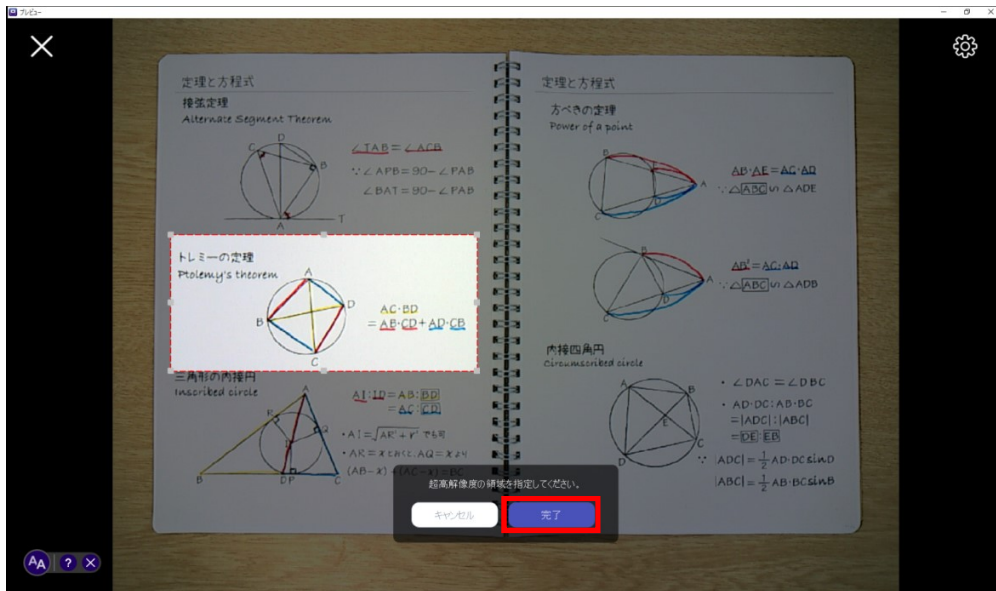 プレビュー
定理と方程式
接弦定理
Alternate Segment Theorem
D
C
B
A
T
∠TAB = ∠ACB
∵∠APB = 90 - ∠PAB
∠BAT = 90 - ∠PAB
トレミーの定理
Ptolemy's theorem
A
B
D
C
AC・BD
= AB・CD + AD・CB
三角形の内接円
Inscribed circle
A
R
Q
I
B
D
P
C
AI:ID = AB:BD
= AC:CD
・AI = √AR² + r² でも可
・AR = xとおくと、AQ = xより
(AB - x) + (AC - x) = BC
定理と方程式
方べきの定理
Power of a point
B
E
A
D
C
AB・AE = AC・AD
∵△ABC ∽ △ADE
B
A
D
C
AB² = AC・AD
∵△ABC ∽ △ADB
内接四角円
Circumscribed circle
A
B
E
C
D
・∠DAC = ∠DBC
・AD・DC:AB・BC
= |ADC|:|ABC|
= DE:EB
∵ |ADC| = 1/2 AD・DC sinD
|ABC| = 1/2 AB・BC sinB
超高解像度の領域を指定してください。
キャンセル
完了
AA
?